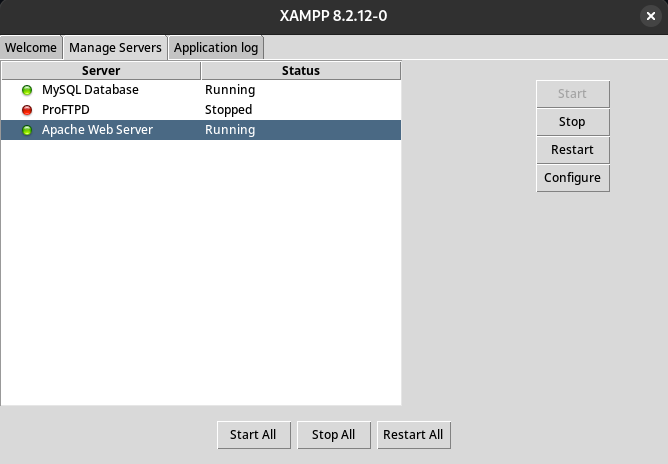 XAMPP 8.2.12-0
Welcome Manage Servers Application log
Server Status
MySQL Database Running
ProFTPD Stopped
Apache Web Server Running
Start
Stop
Restart
Configure
Start All Stop All Restart All